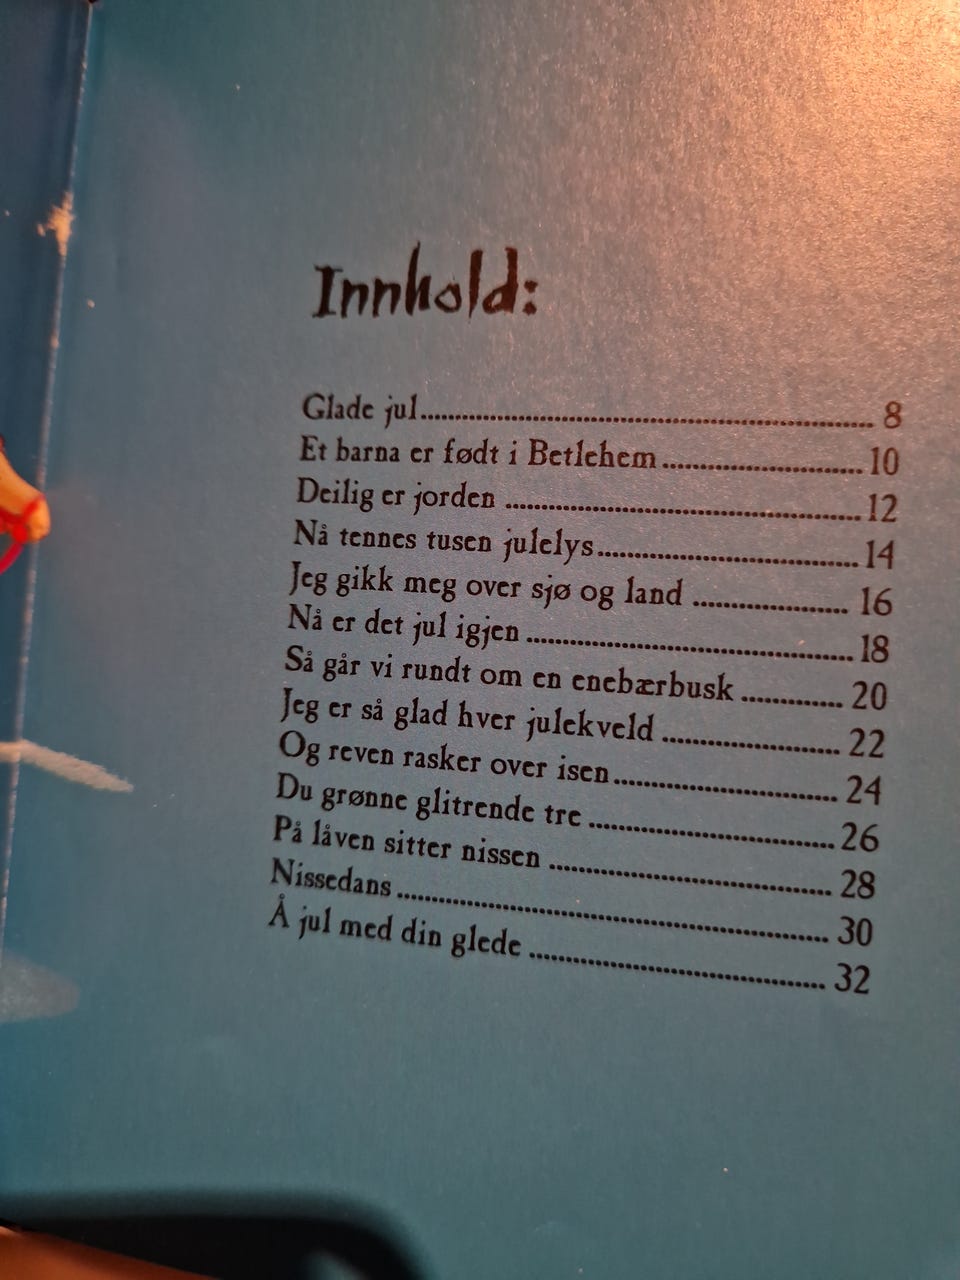 Innhold:
Glade jul........ 8
Et barna er født i Betlehem........ 10
Deilig er jorden ........ 12
Nå tennes tusen julelys........ 14
Jeg gikk meg over sjø og land ........ 16
Nå er det jul igjen ........ 18
Så går vi rundt om en enebærbusk ........ 20
Jeg er så glad hver julekveld ........ 22
Og reven rasker over isen........ 24
Du grønne glitrende tre ........ 26
På låven sitter nissen ........ 28
Nissedans ........ 30
Å jul med din glede ........ 32